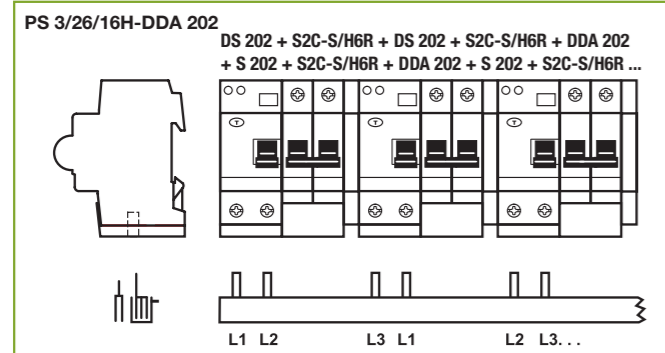 PS 3/26/16H-DDA 202
DS 202 + S2C-S/H6R + DS 202 + S2C-S/H6R + DDA 202
+ S 202 + S2C-S/H6R + DDA 202 + S 202 + S2C-S/H6R ...
T T T
L1 L2 L3 L1 L2 L3. . .